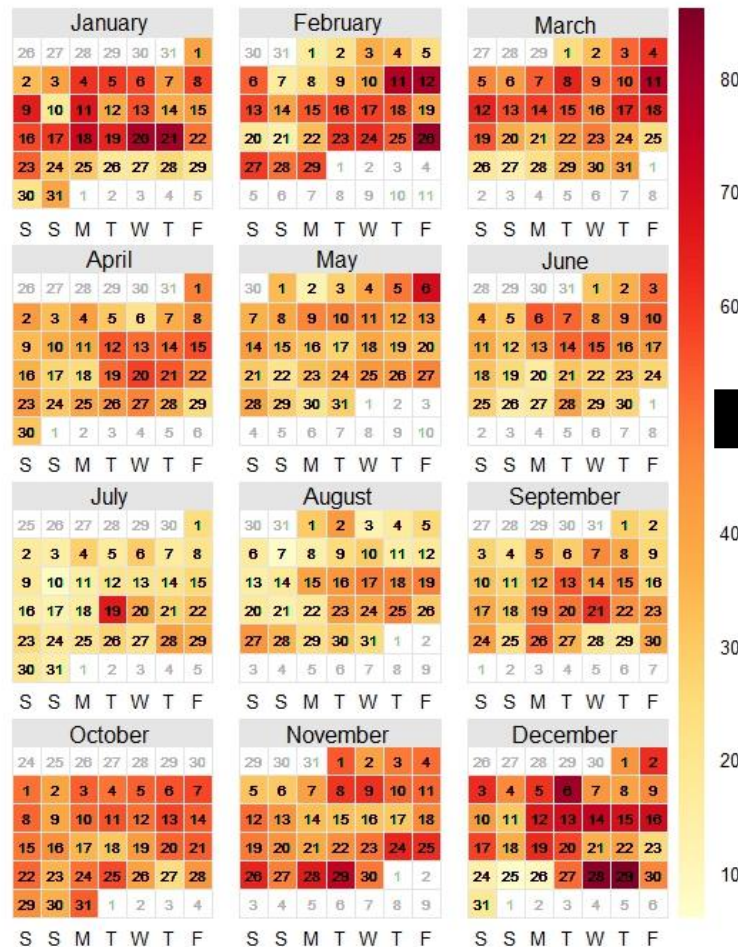 January
26 27 28 29 30 31 1
2 3 4 5 6 7 8
9 10 11 12 13 14 15
16 17 18 19 20 21 22
23 24 25 26 27 28 29
30 31 1 2 3 4 5
S S M T W T F
February
30 31 1 2 3 4 5
6 7 8 9 10 11 12
13 14 15 16 17 18 19
20 21 22 23 24 25 26
27 28 29 1 2 3 4
5 6 7 8 9 10 11
S S M T W T F
March
27 28 29 1 2 3 4
5 6 7 8 9 10 11
12 13 14 15 16 17 18
19 20 21 22 23 24 25
26 27 28 29 30 31 1
2 3 4 5 6 7 8
S S M T W T F
April
26 27 28 29 30 31 1
2 3 4 5 6 7 8
9 10 11 12 13 14 15
16 17 18 19 20 21 22
23 24 25 26 27 28 29
30 1 2 3 4 5 6
S S M T W T F
May
30 1 2 3 4 5 6
7 8 9 10 11 12 13
14 15 16 17 18 19 20
21 22 23 24 25 26 27
28 29 30 31 1 2 3
4 5 6 7 8 9 10
S S M T W T F
June
28 29 30 31 1 2 3
4 5 6 7 8 9 10
11 12 13 14 15 16 17
18 19 20 21 22 23 24
25 26 27 28 29 30 1
2 3 4 5 6 7 8
S S M T W T F
July
25 26 27 28 29 30 1
2 3 4 5 6 7 8
9 10 11 12 13 14 15
16 17 18 19 20 21 22
23 24 25 26 27 28 29
30 31 1 2 3 4 5
S S M T W T F
August
30 31 1 2 3 4 5
6 7 8 9 10 11 12
13 14 15 16 17 18 19
20 21 22 23 24 25 26
27 28 29 30 31 1 2
3 4 5 6 7 8 9
S S M T W T F
September
27 28 29 30 31 1 2
3 4 5 6 7 8 9
10 11 12 13 14 15 16
17 18 19 20 21 22 23
24 25 26 27 28 29 30
1 2 3 4 5 6 7
S S M T W T F
October
24 25 26 27 28 29 30
1 2 3 4 5 6 7
8 9 10 11 12 13 14
15 16 17 18 19 20 21
22 23 24 25 26 27 28
29 30 31 1 2 3 4
S S M T W T F
November
29 30 31 1 2 3 4
5 6 7 8 9 10 11
12 13 14 15 16 17 18
19 20 21 22 23 24 25
26 27 28 29 30 1 2
3 4 5 6 7 8 9
S S M T W T F
December
26 27 28 29 30 1 2
3 4 5 6 7 8 9
10 11 12 13 14 15 16
17 18 19 20 21 22 23
24 25 26 27 28 29 30
31 1 2 3 4 5 6
S S M T W T F
80
70
60
40
30
20
10